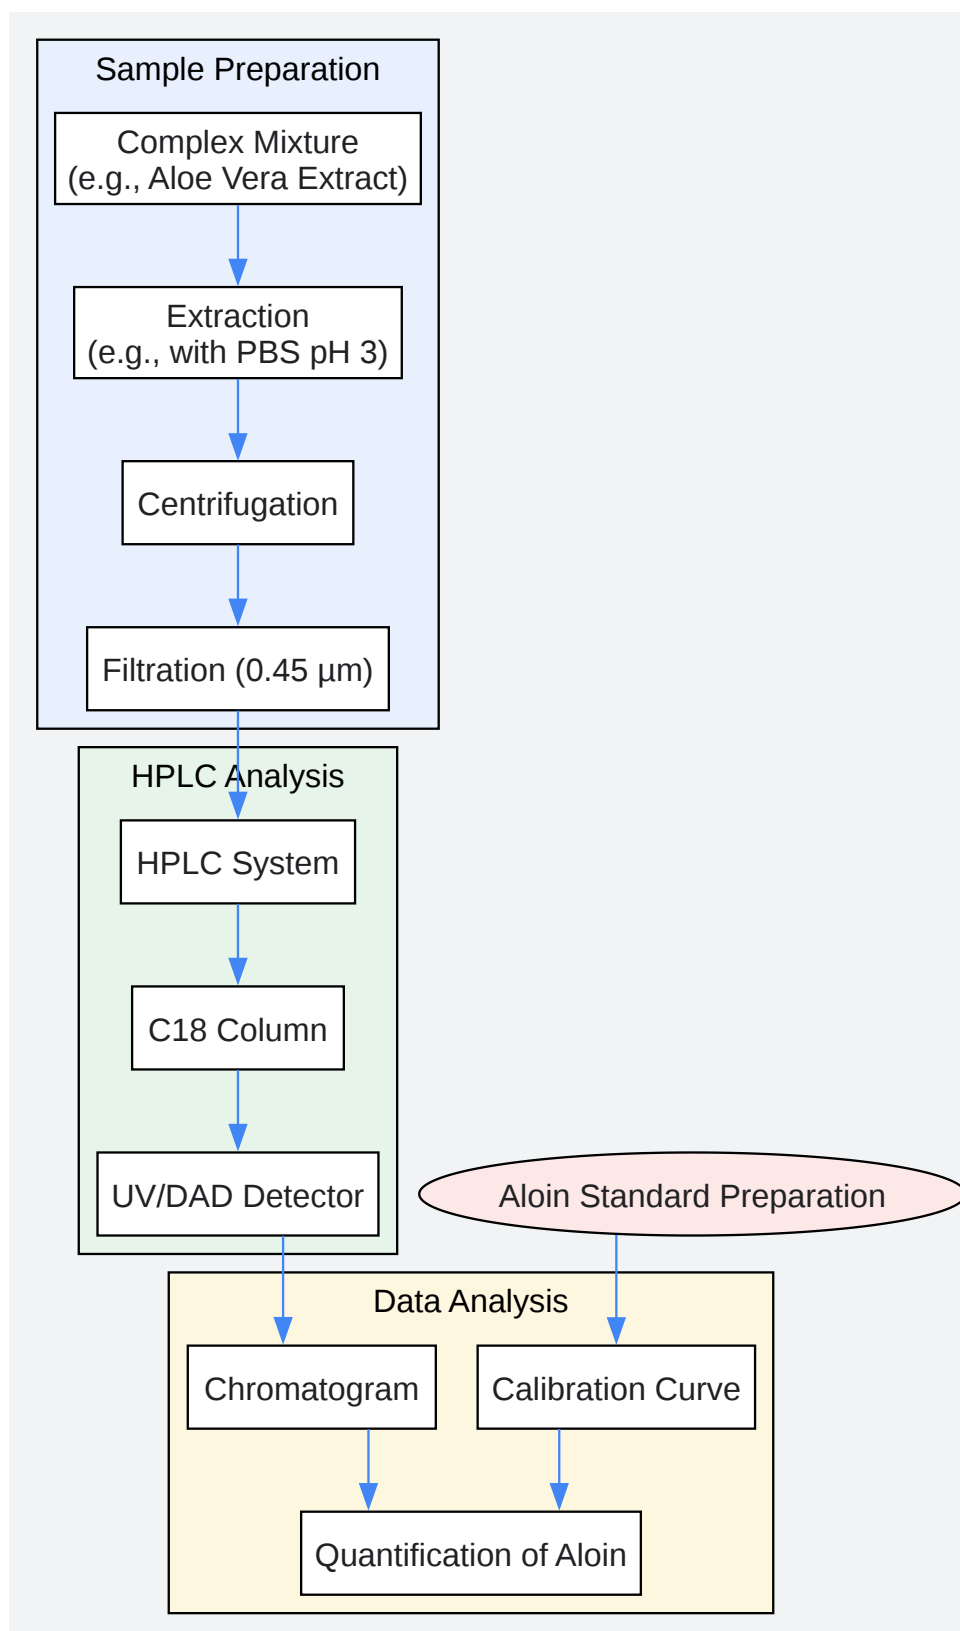 Sample Preparation
Complex Mixture
(e.g., Aloe Vera Extract)
Extraction
(e.g., with PBS pH 3)
Centrifugation
Filtration (0.45 µm)
HPLC Analysis
HPLC System
C18 Column
UV/DAD Detector
Aloin Standard Preparation
Data Analysis
Chromatogram
Calibration Curve
Quantification of Aloin